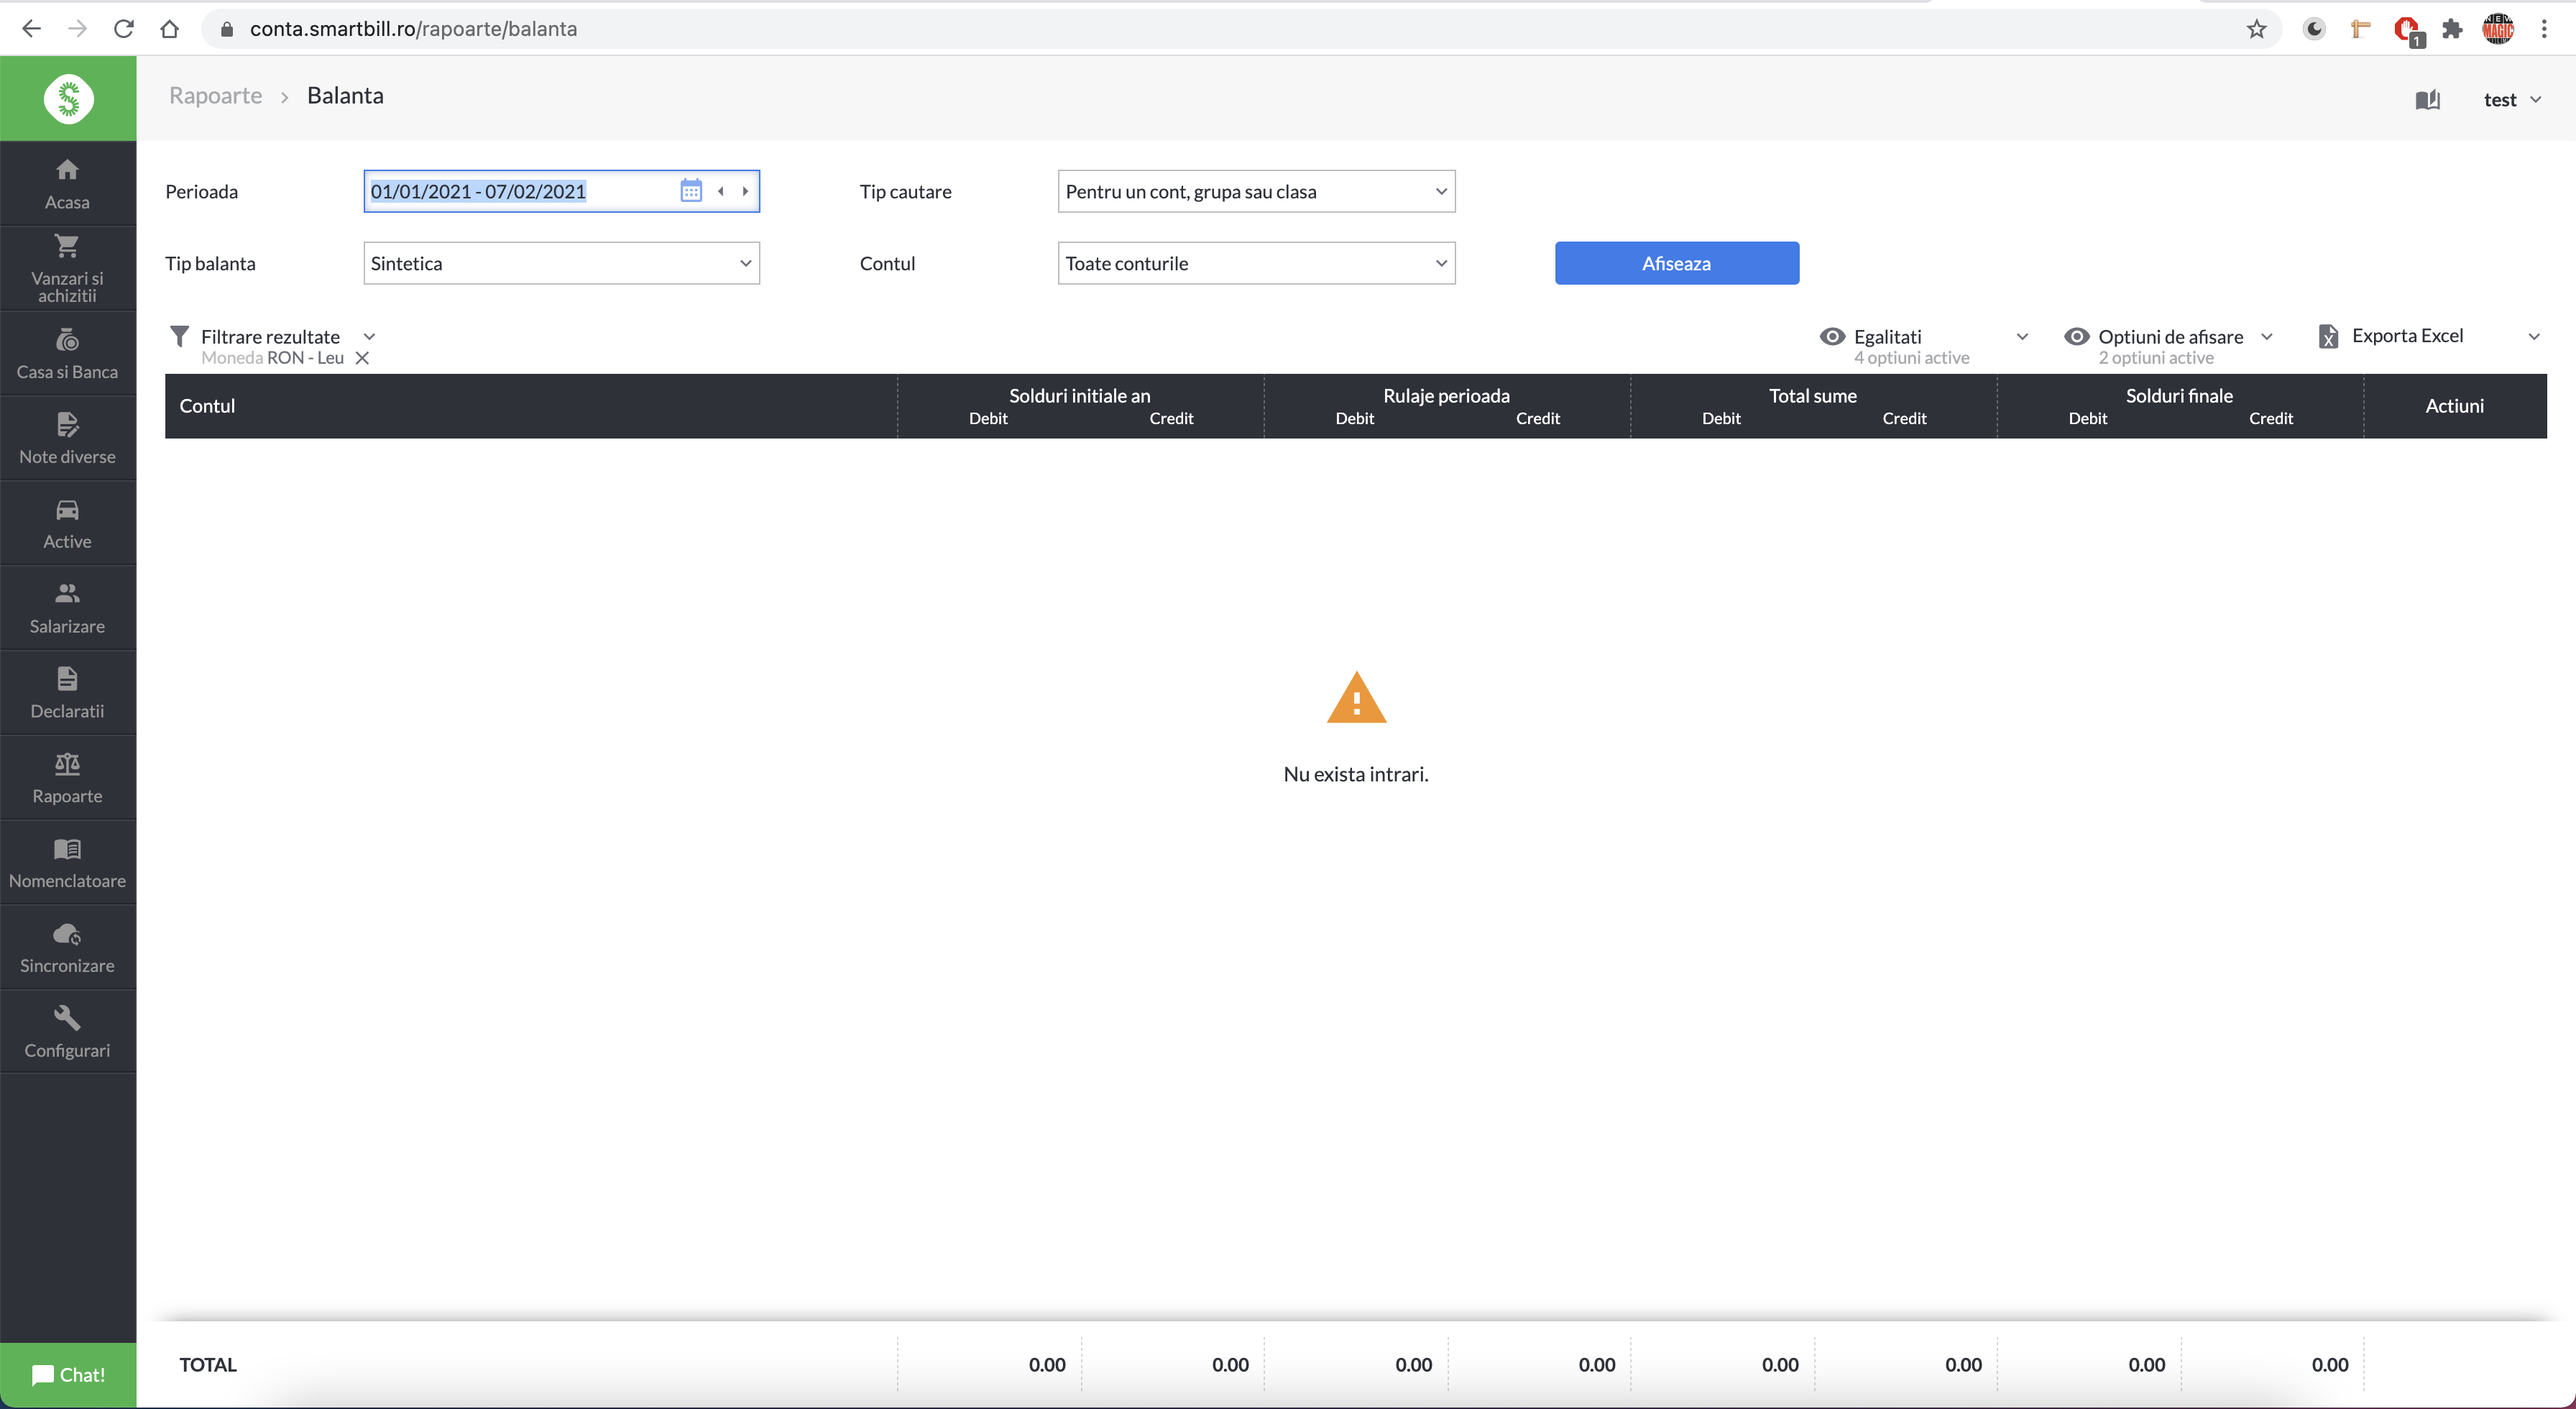 conta.smartbill.ro/rapoarte/balanta
1
NEW
MAGIC
Rapoarte > Balanta
test
Acasa
Vanzari si
achizitii
Casa si Banca
Note diverse
Active
Salarizare
Declaratii
Rapoarte
Nomenclatoare
Sincronizare
Configurari
Chat!
Perioada 01/01/2021 - 07/02/2021 Tip cautare Pentru un cont, grupa sau clasa
Tip balanta Sintetica Contul Toate conturile Afiseaza
Filtrare rezultate Egalitati Optiuni de afisare Exporta Excel
Moneda RON - Leu 4 optiuni active 2 optiuni active
Contul Solduri initiale an Rulaje perioada Total sume Solduri finale Actiuni
Debit Credit Debit Credit Debit Credit Debit Credit
Nu exista intrari.
TOTAL 0.00 0.00 0.00 0.00 0.00 0.00 0.00 0.00